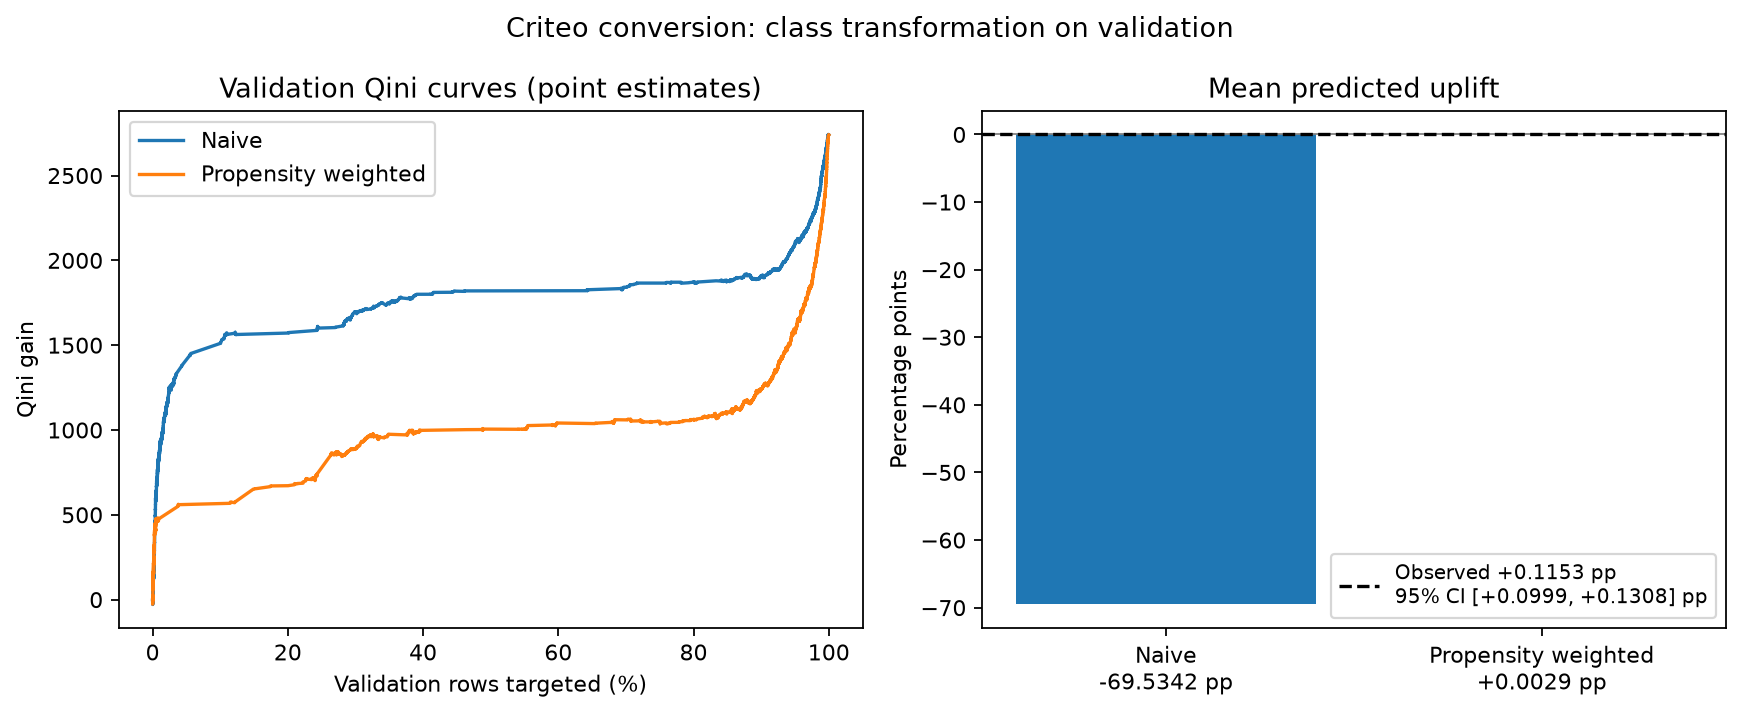 Criteo conversion: class transformation on validation
Validation Qini curves (point estimates)
Naive
Propensity weighted
Qini gain
2500
2000
1500
1000
500
0
0 20 40 60 80 100
Validation rows targeted (%)
Mean predicted uplift
Percentage points
0
−10
−20
−30
−40
−50
−60
−70
Observed +0.1153 pp
95% CI [+0.0999, +0.1308] pp
Naive
-69.5342 pp
Propensity weighted
+0.0029 pp